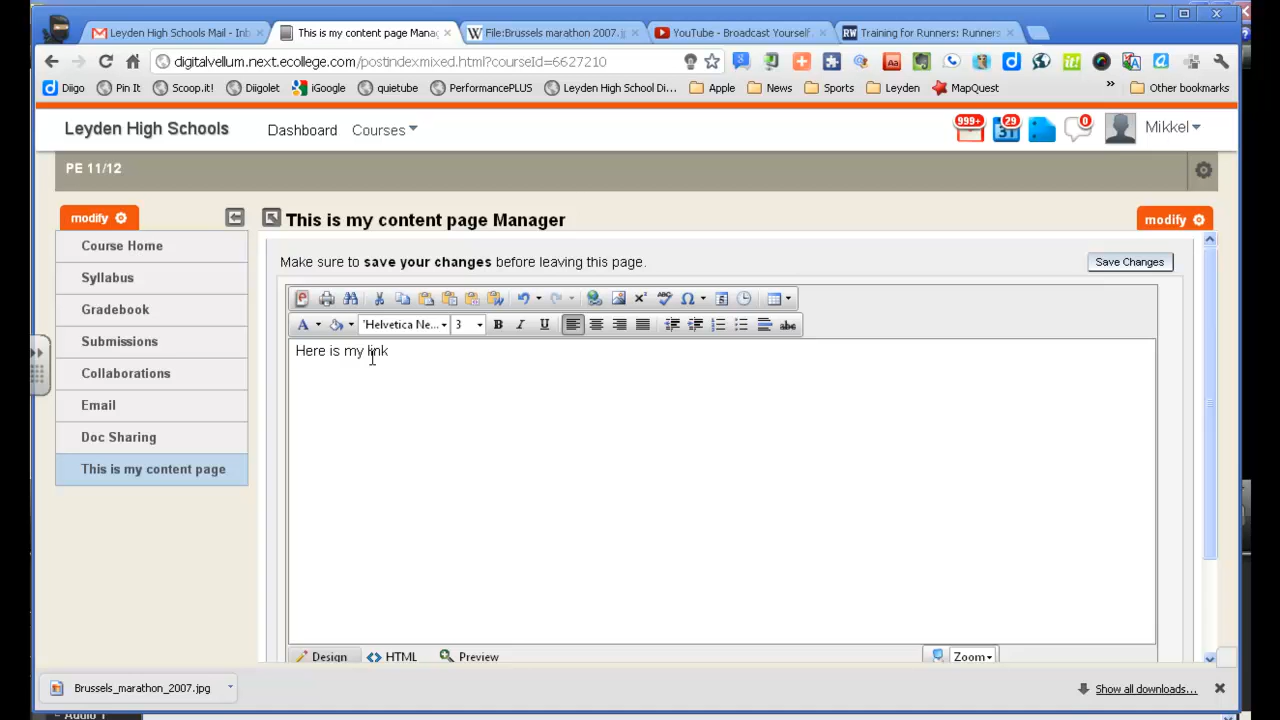 Leyden High Schools Mail - Inb
This is my content page Mana
File:Brussels marathon 2007.j
YouTube - Broadcast Yourself
Training for Runners: Runners
digitalvellum.next.ecollege.com/postindexmixed.html?courseId=6627210
Diigo
Pin It
Scoop.it!
Diigolet
iGoogle
quietube
PerformancePLUS
Leyden High School Di...
Apple
News
Sports
Leyden
MapQuest
Other bookmarks
Leyden High Schools
Dashboard
Courses
999+
29
31
0
Mikkel
PE 11/12
modify
This is my content page Manager
modify
Course Home
Syllabus
Gradebook
Submissions
Collaborations
Email
Doc Sharing
This is my content page
Make sure to save your changes before leaving this page.
Save Changes
'Helvetica Ne...
3
B I U
abc
Here is my link
Design
HTML
Preview
Zoom
Brussels_marathon_2007.jpg
Show all downloads...
Audio 1